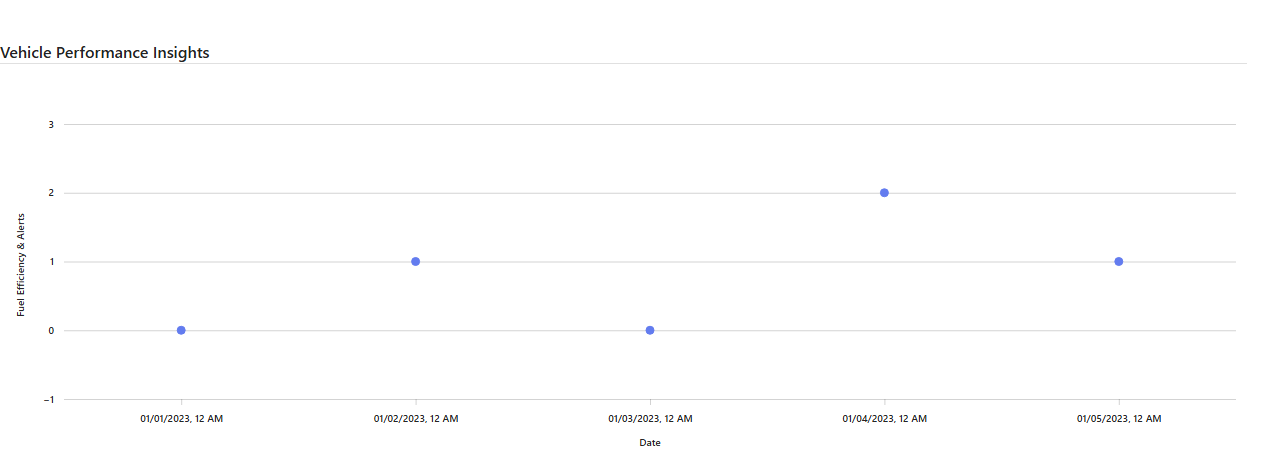 Vehicle Performance Insights
3
2
1
0
−1
Fuel Efficiency & Alerts
01/01/2023, 12 AM
01/02/2023, 12 AM
01/03/2023, 12 AM
01/04/2023, 12 AM
01/05/2023, 12 AM
Date